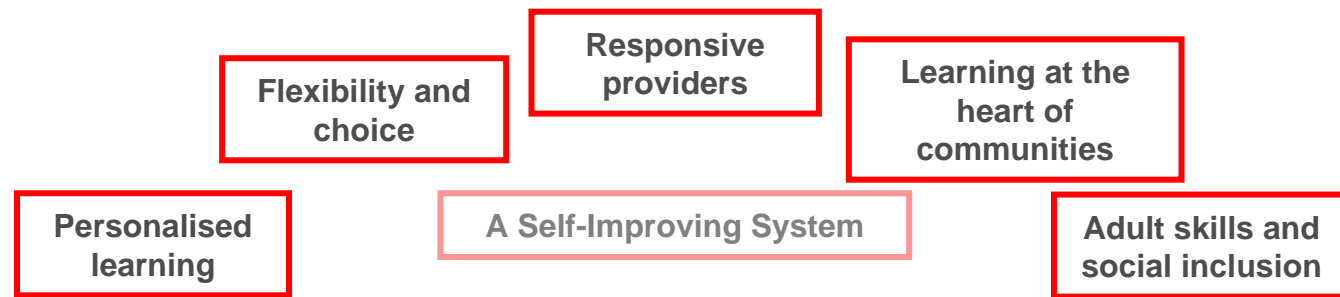 Responsive
providers
Flexibility and
choice
Learning at the
heart of
communities
Personalised
learning
A Self-Improving System
Adult skills and
social inclusion